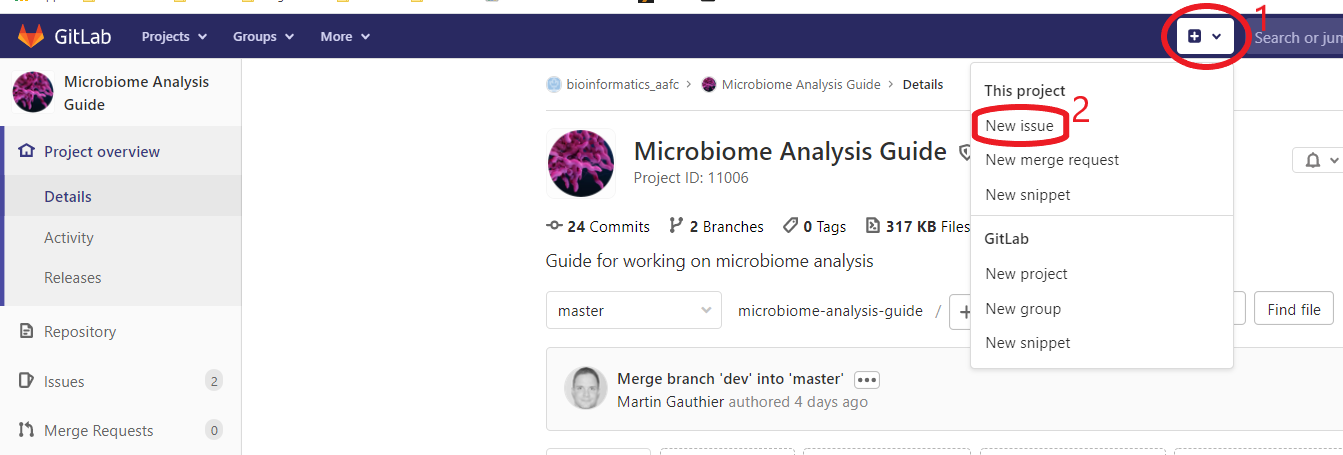 GitLab Projects Groups More Search or jum
1
Microbiome Analysis Guide
bioinformatics_aafc > Microbiome Analysis Guide > Details
Project overview
Details
Activity
Releases
Repository
Issues 2
Merge Requests 0
Microbiome Analysis Guide
Project ID: 11006
24 Commits 2 Branches 0 Tags 317 KB Files
Guide for working on microbiome analysis
master microbiome-analysis-guide / + Find file
Merge branch 'dev' into 'master' •••
Martin Gauthier authored 4 days ago
This project
New issue
2
New merge request
New snippet
GitLab
New project
New group
New snippet